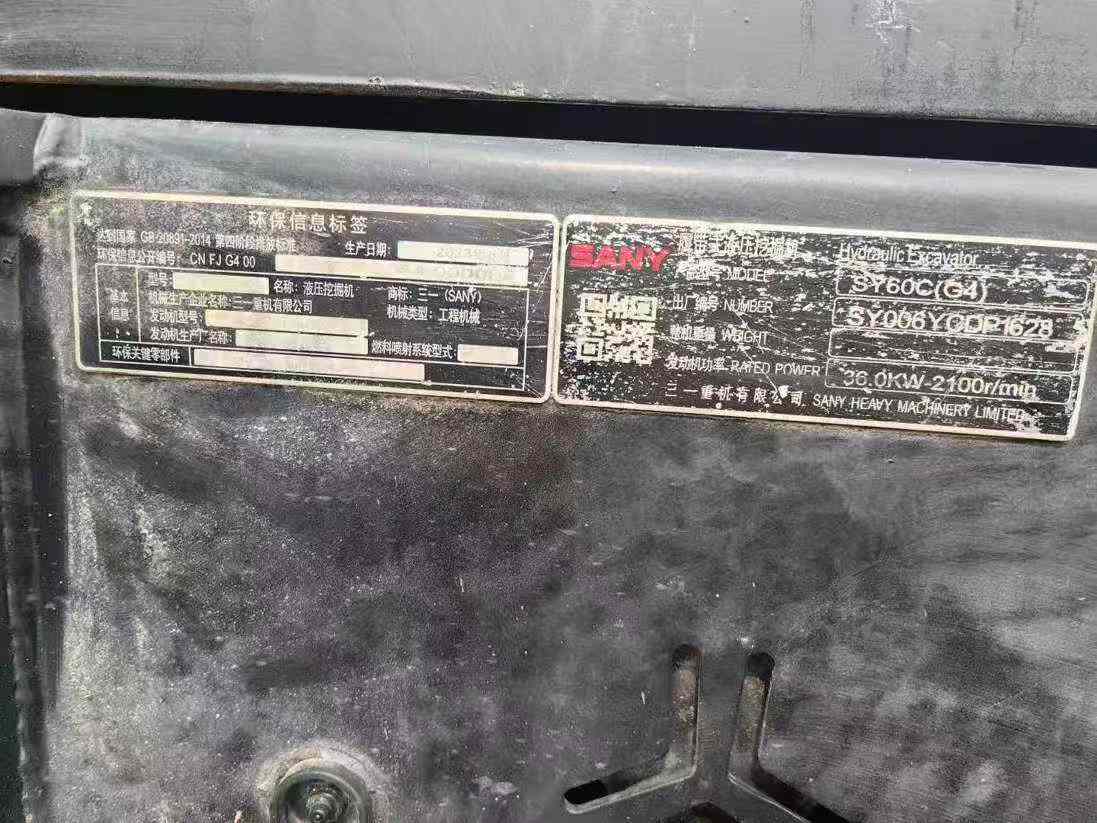 环保信息标签
达到国家 GB 20891-2014 第四阶段排放标准
生产日期:
环保信息公开编号: CN FJ G4 00
基本信息
型号:
名称: 液压挖掘机
商标: 三一 (SANY)
机械生产企业名称: 三一重机有限公司
机械类型: 工程机械
发动机型号:
发动机生产厂名称:
燃料喷射系统型式:
环保关键零部件
SANY
履带式液压挖掘机 Hydraulic Excavator
MODEL SY60C(G4)
出厂编号 NUMBER SY006YCDP1628
WEIGHT
发动机功率 RATED POWER 36.0KW-2100r/min
三一重机有限公司 SANY HEAVY MACHINERY LIMITED